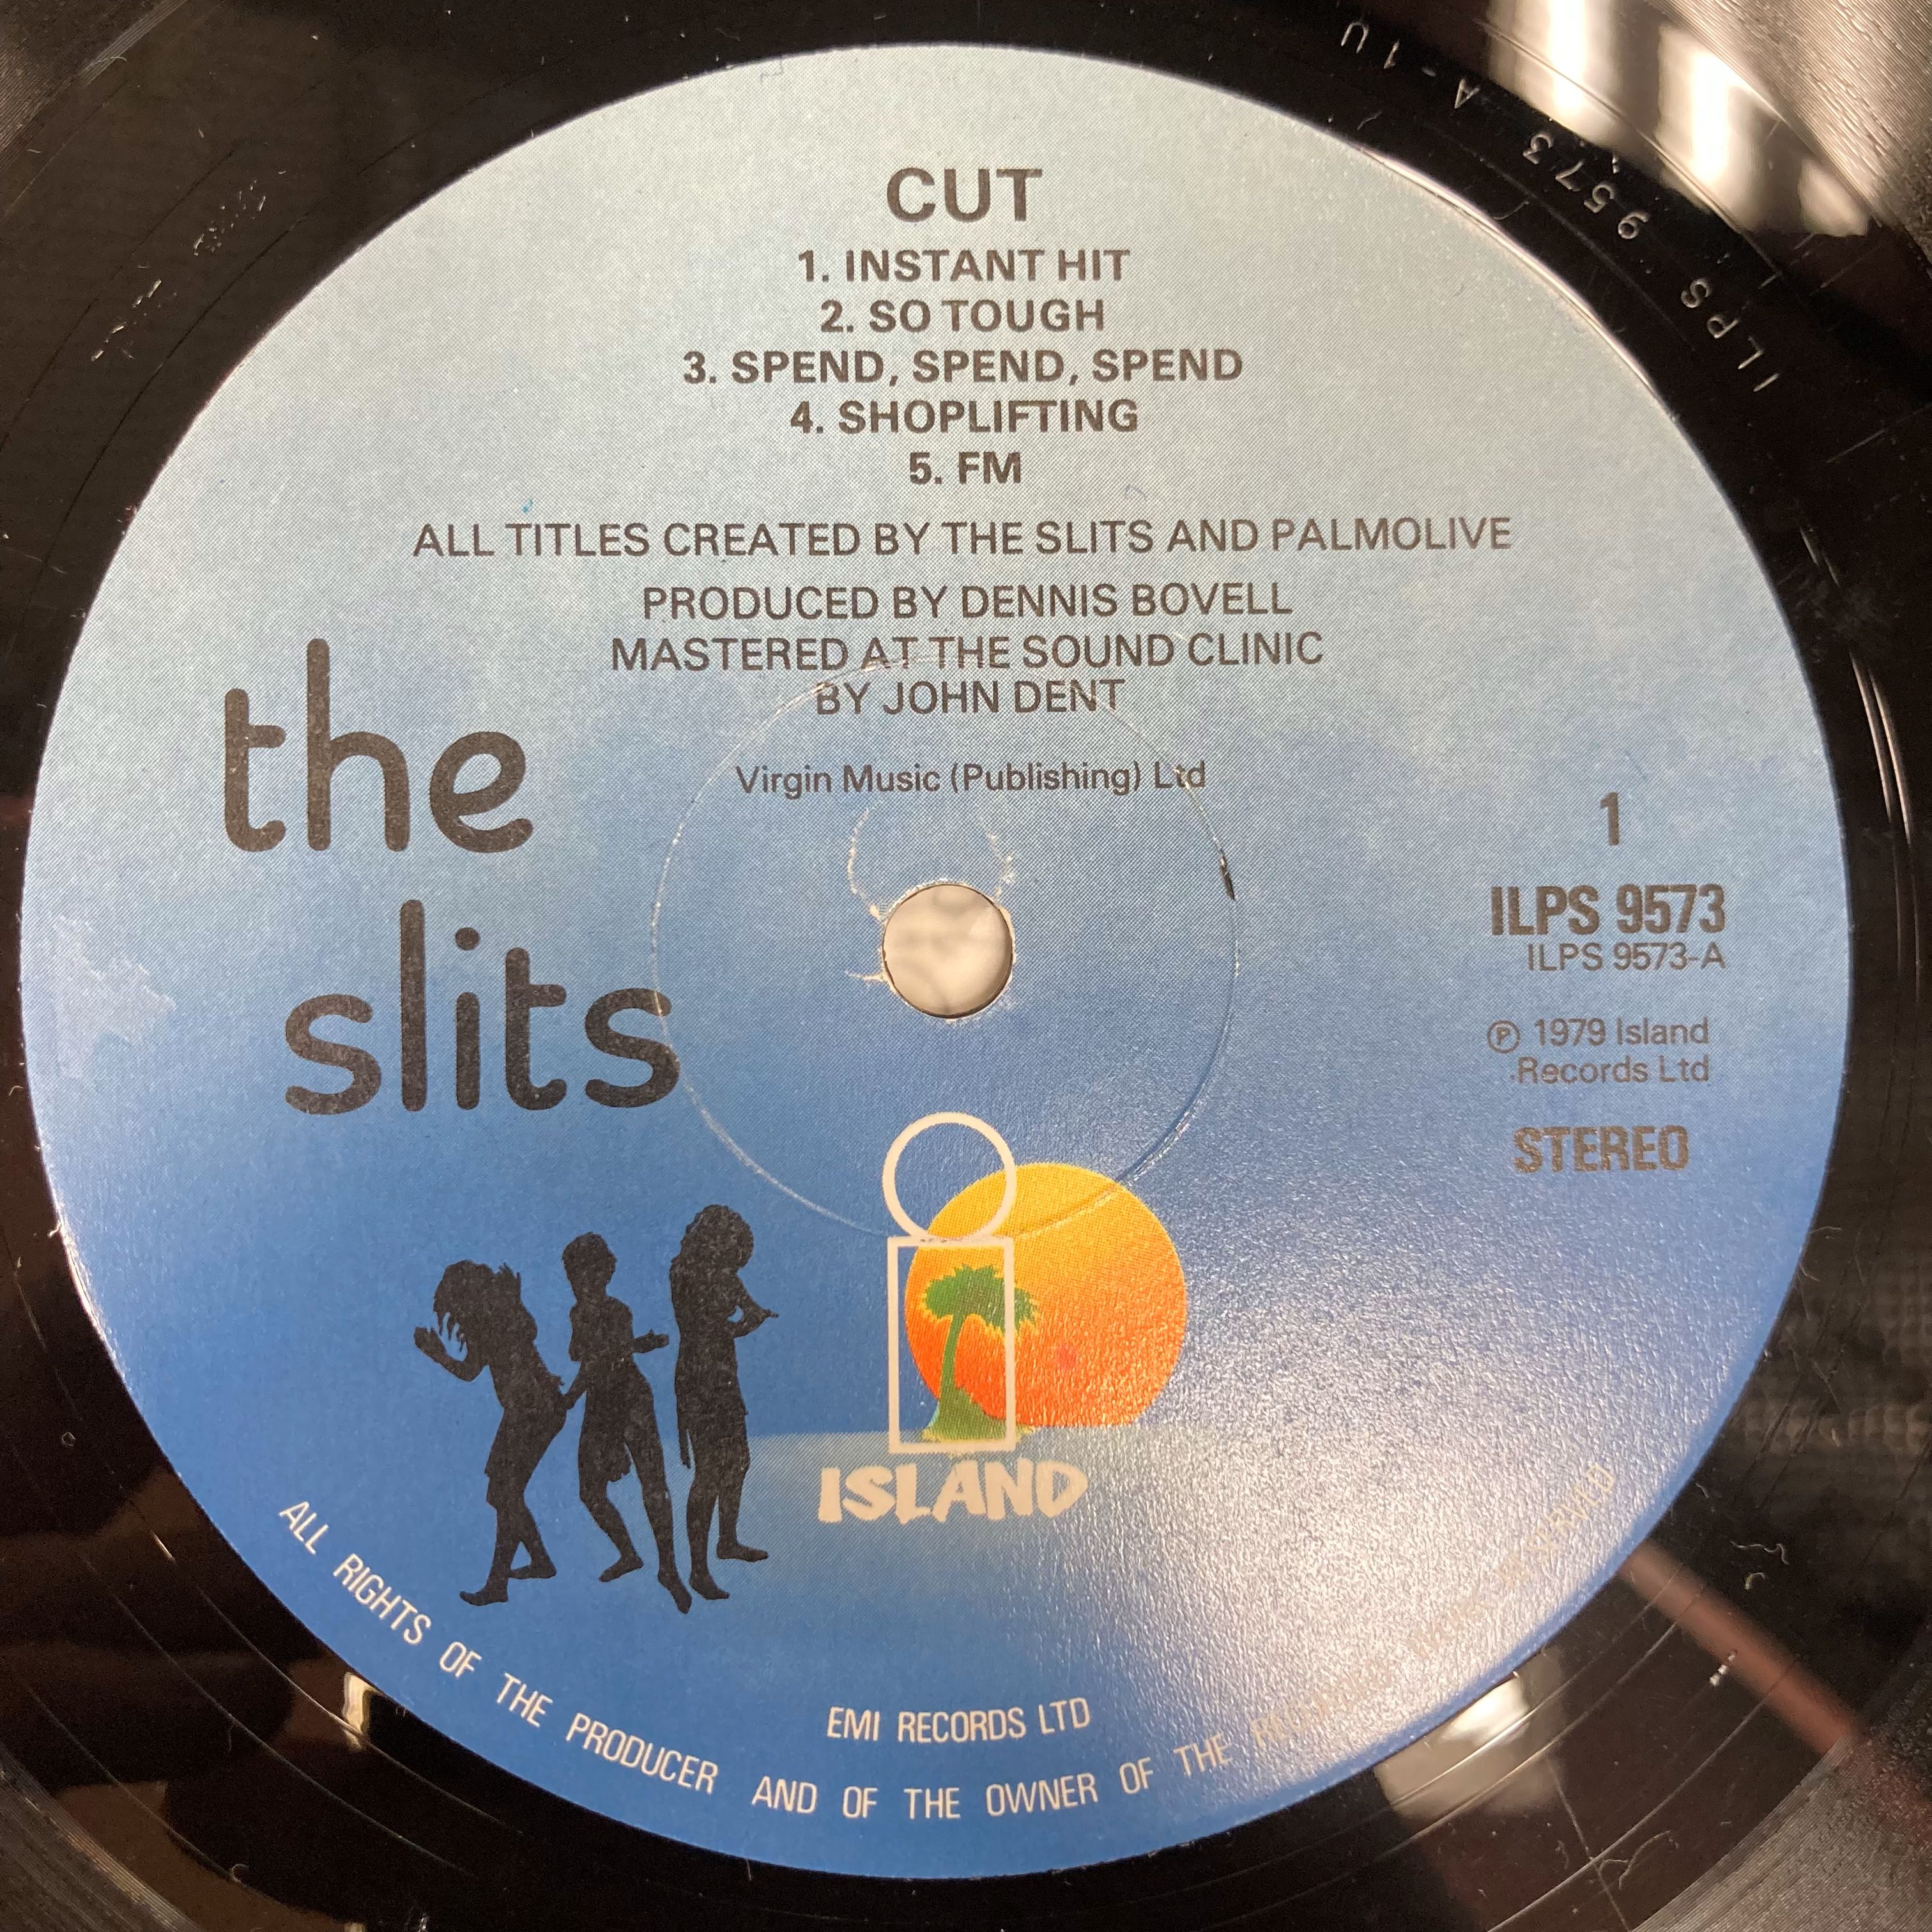 CUT
1. INSTANT HIT
2. SO TOUGH
3. SPEND, SPEND, SPEND
4. SHOPLIFTING
5. FM
ALL TITLES CREATED BY THE SLITS AND PALMOLIVE
PRODUCED BY DENNIS BOVELL
MASTERED AT THE SOUND CLINIC
BY JOHN DENT
Virgin Music (Publishing) Ltd
the
slits
1
ILPS 9573
ILPS 9573-A
℗ 1979 Island
Records Ltd
STEREO
ISLAND
EMI RECORDS LTD
ALL RIGHTS OF THE PRODUCER AND OF THE OWNER OF THE RECORDED WORK RESERVED
ILPS 9573 A-1U